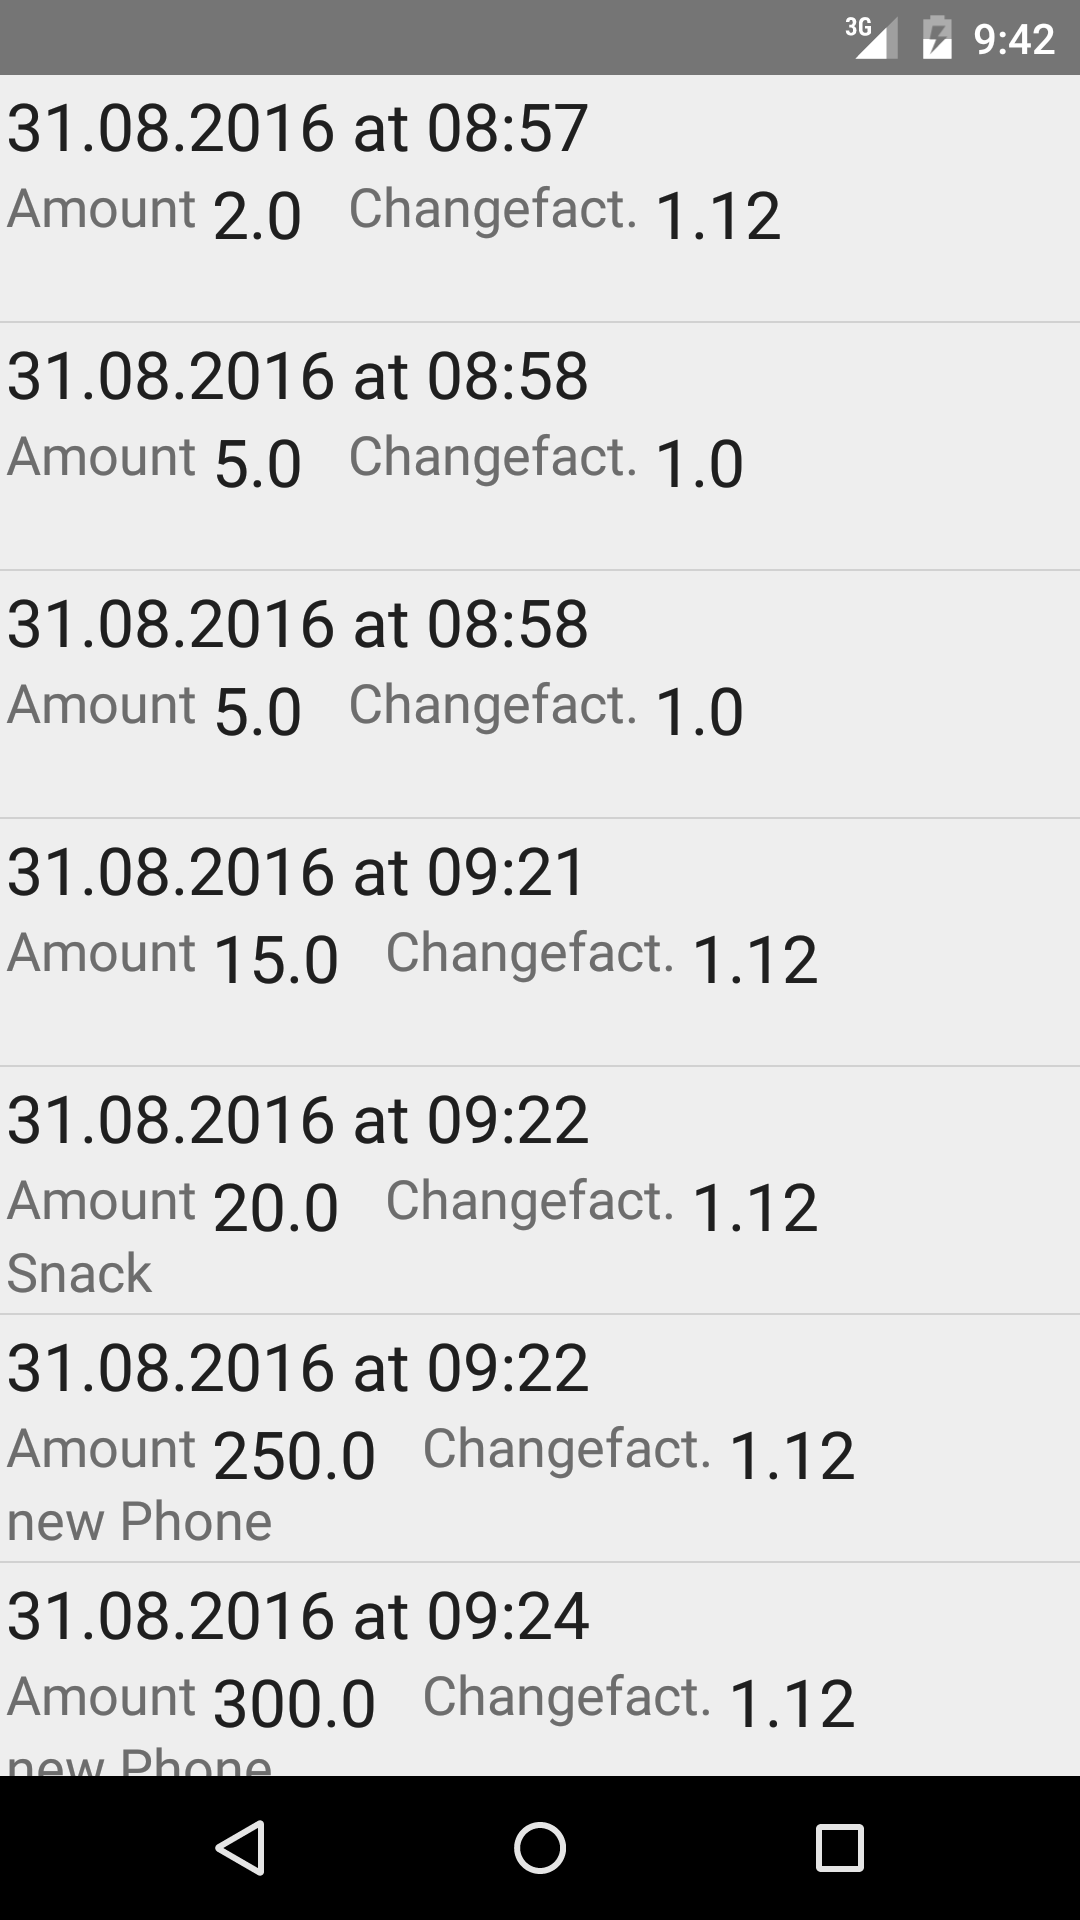 3G 9:42
31.08.2016 at 08:57
Amount 2.0 Changefact. 1.12
31.08.2016 at 08:58
Amount 5.0 Changefact. 1.0
31.08.2016 at 08:58
Amount 5.0 Changefact. 1.0
31.08.2016 at 09:21
Amount 15.0 Changefact. 1.12
31.08.2016 at 09:22
Amount 20.0 Changefact. 1.12
Snack
31.08.2016 at 09:22
Amount 250.0 Changefact. 1.12
new Phone
31.08.2016 at 09:24
Amount 300.0 Changefact. 1.12
new Phone